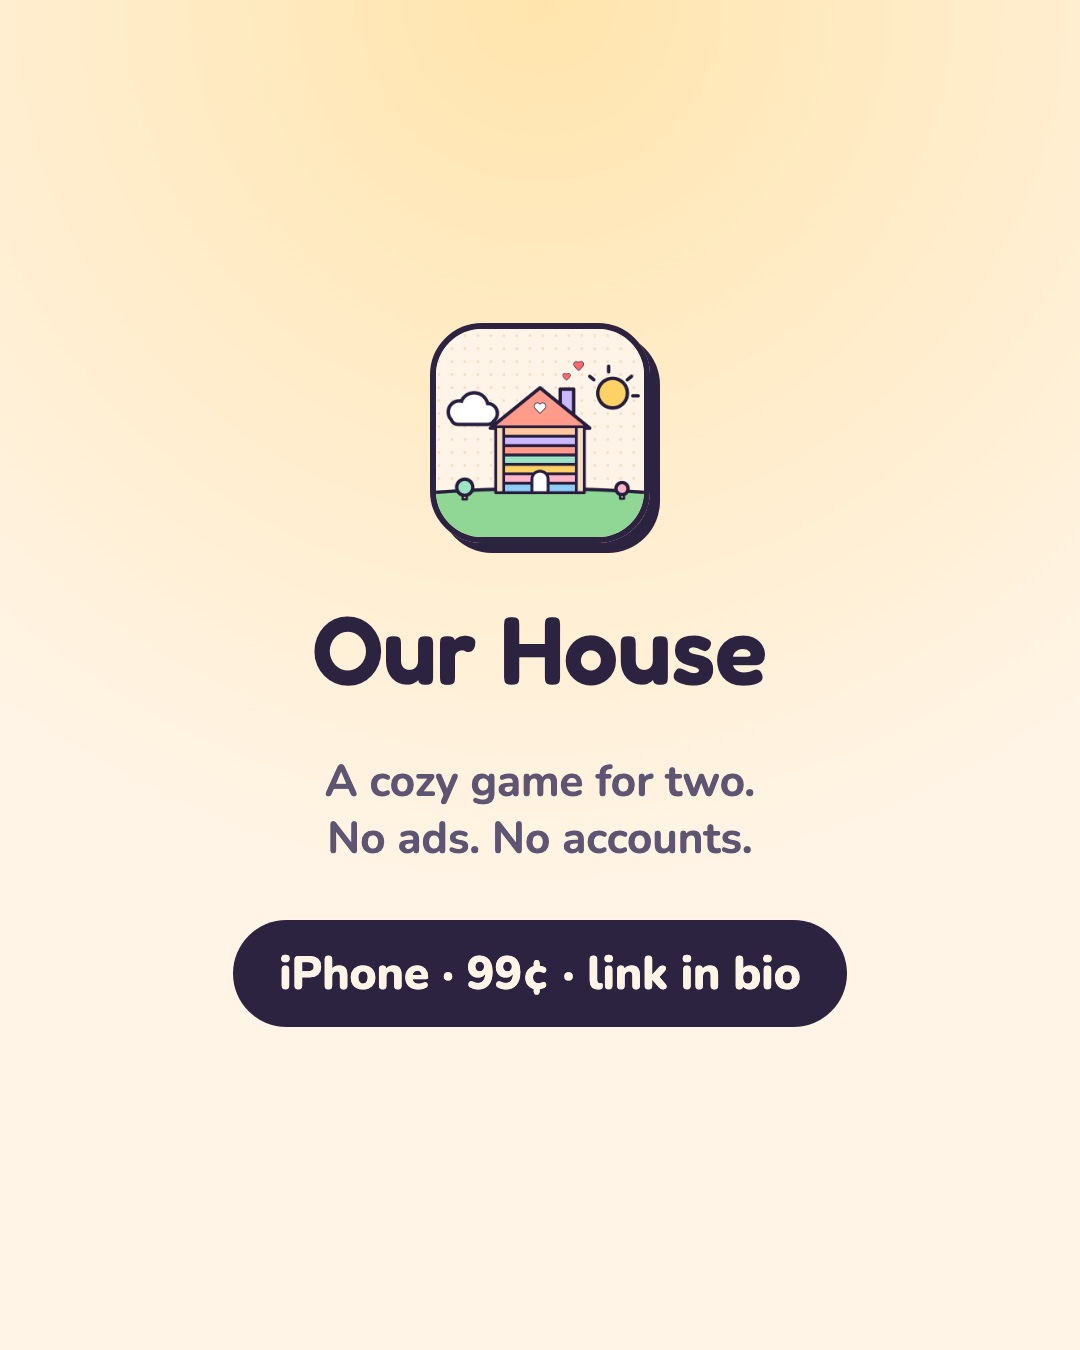 Our House
A cozy game for two.
No ads. No accounts.
iPhone · 99¢ · link in bio